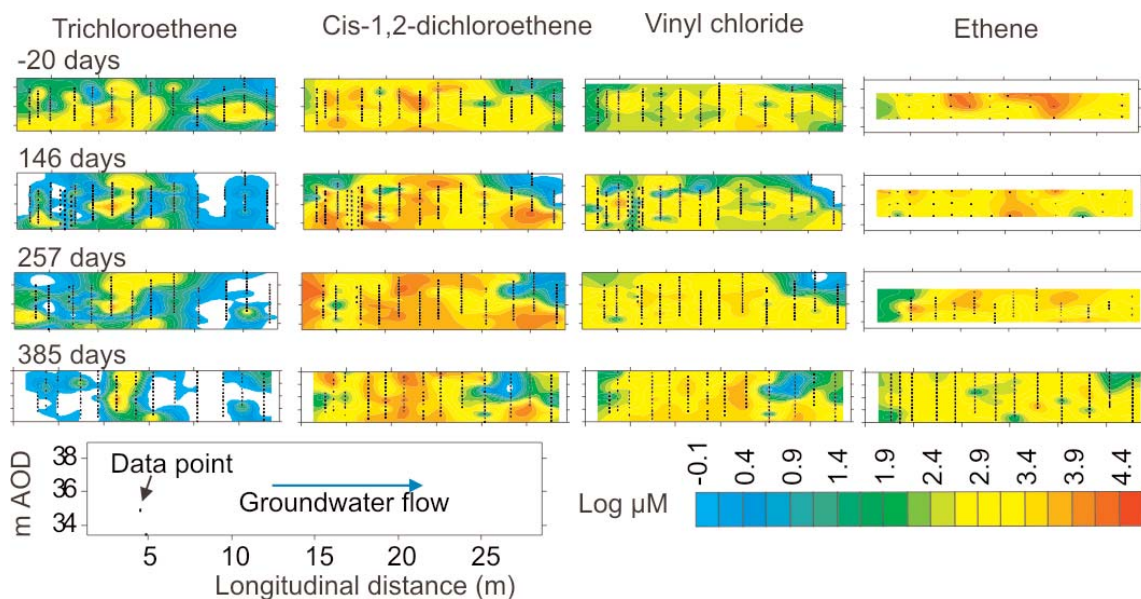 Trichloroethene Cis-1,2-dichloroethene Vinyl chloride Ethene
-20 days
146 days
257 days
385 days
38
36
34
m AOD
Data point
Groundwater flow
5 10 15 20 25
Longitudinal distance (m)
Log µM
-0.1 0.4 0.9 1.4 1.9 2.4 2.9 3.4 3.9 4.4